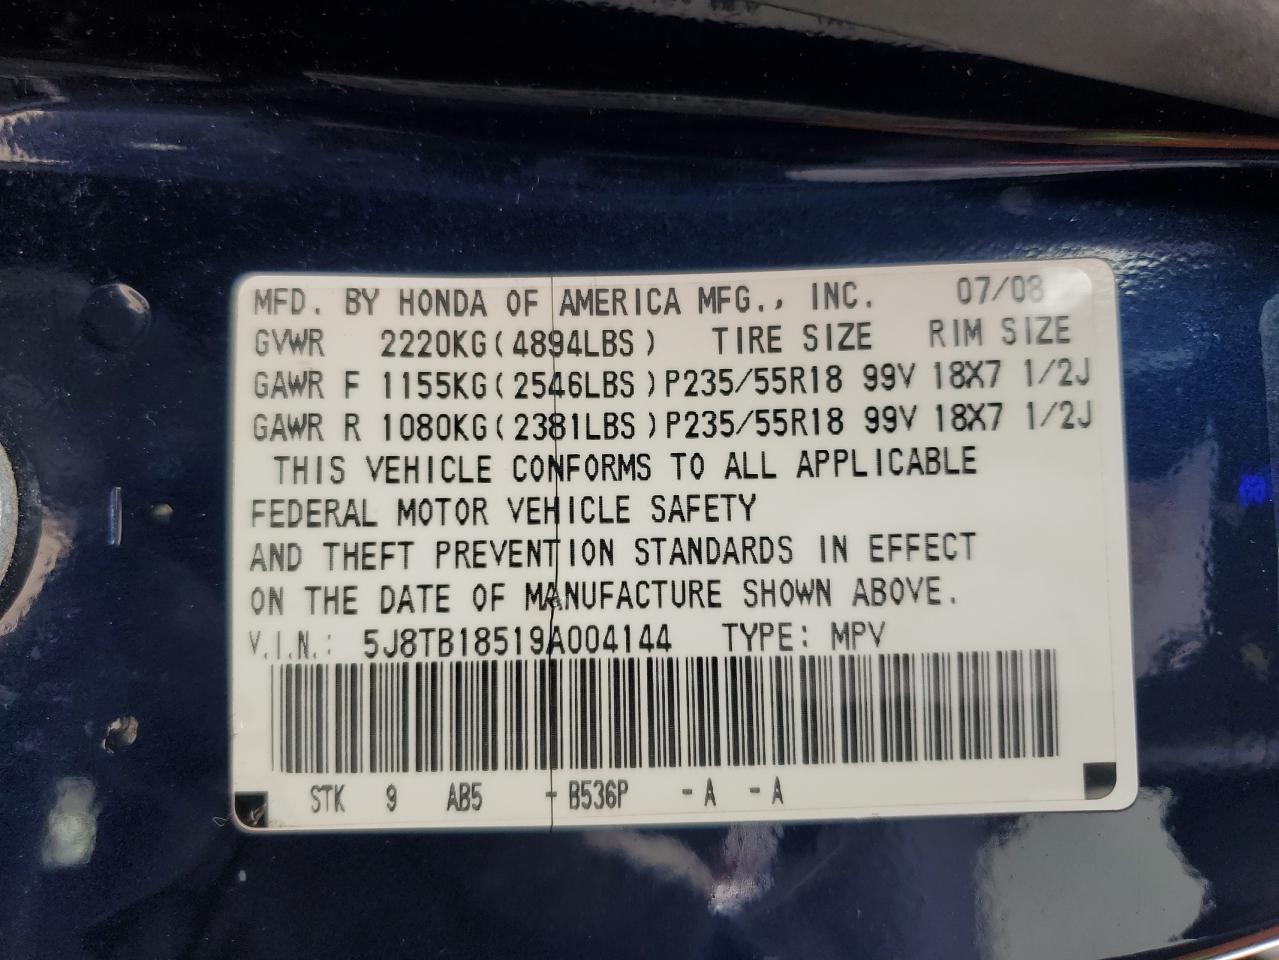 MFD. BY HONDA OF AMERICA MFG., INC. 07/08
GVWR 2220KG(4894LBS) TIRE SIZE RIM SIZE
GAWR F 1155KG(2546LBS)P235/55R18 99V 18X7 1/2J
GAWR R 1080KG(2381LBS)P235/55R18 99V 18X7 1/2J
THIS VEHICLE CONFORMS TO ALL APPLICABLE
FEDERAL MOTOR VEHICLE SAFETY
AND THEFT PREVENTION STANDARDS IN EFFECT
ON THE DATE OF MANUFACTURE SHOWN ABOVE.
V.I.N.: 5J8TB18519A004144 TYPE: MPV
STK 9 AB5 - B536P - A - A